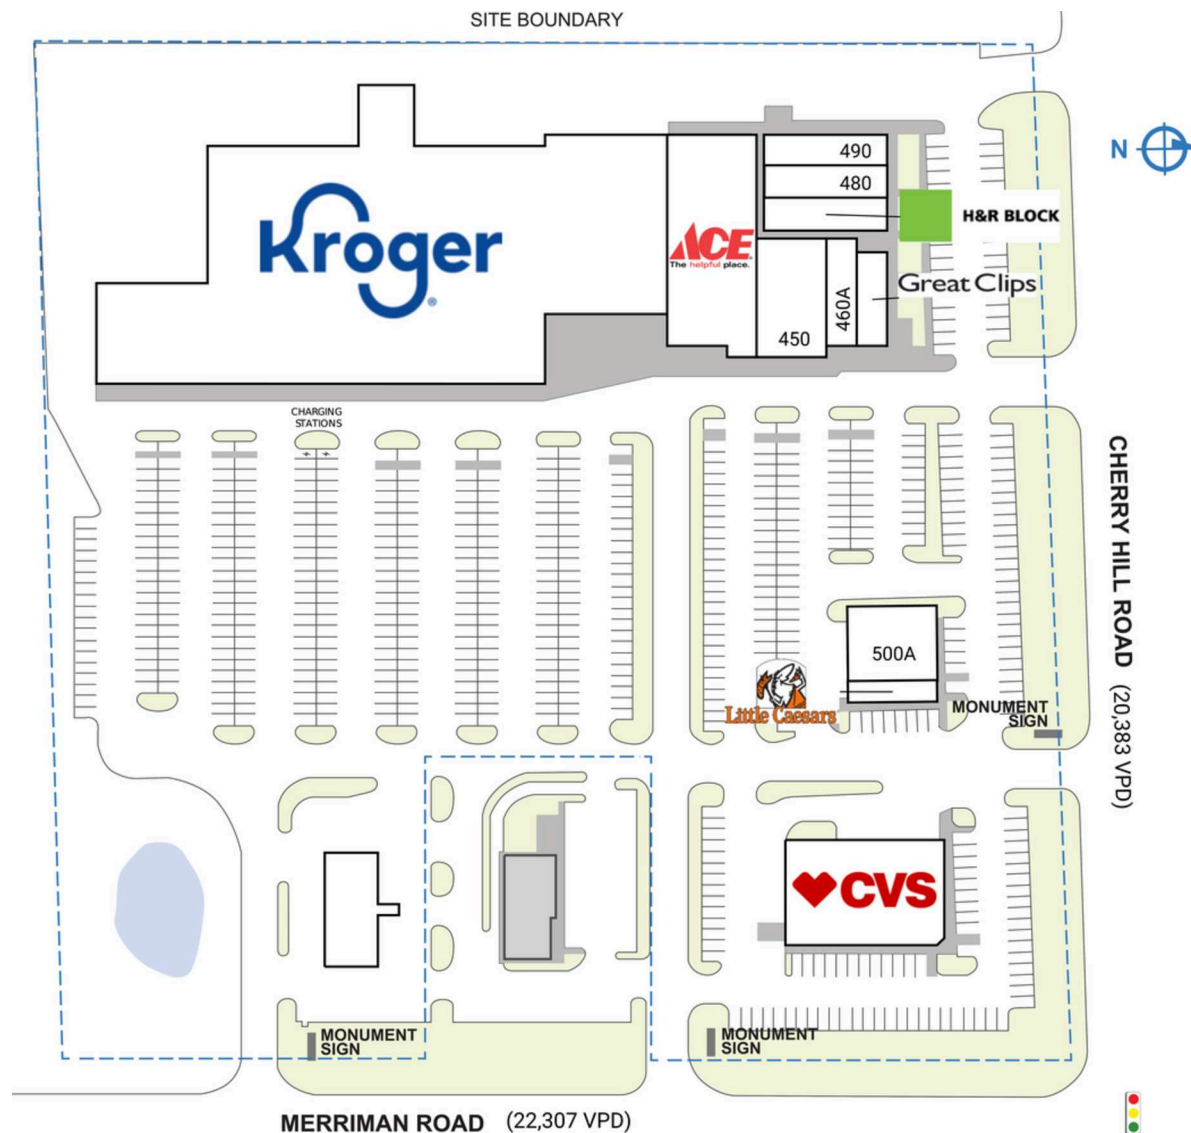 SITE BOUNDARY
490
480
N
H&R BLOCK
Kroger
®
ACE
The helpful place.
Great Clips
460A
450
CHARGING
STATIONS
CHERRY HILL ROAD (20,383 VPD)
500A
Little Caesars
MONUMENT
SIGN
CVS
MONUMENT
SIGN
MONUMENT
SIGN
MERRIMAN ROAD (22,307 VPD)